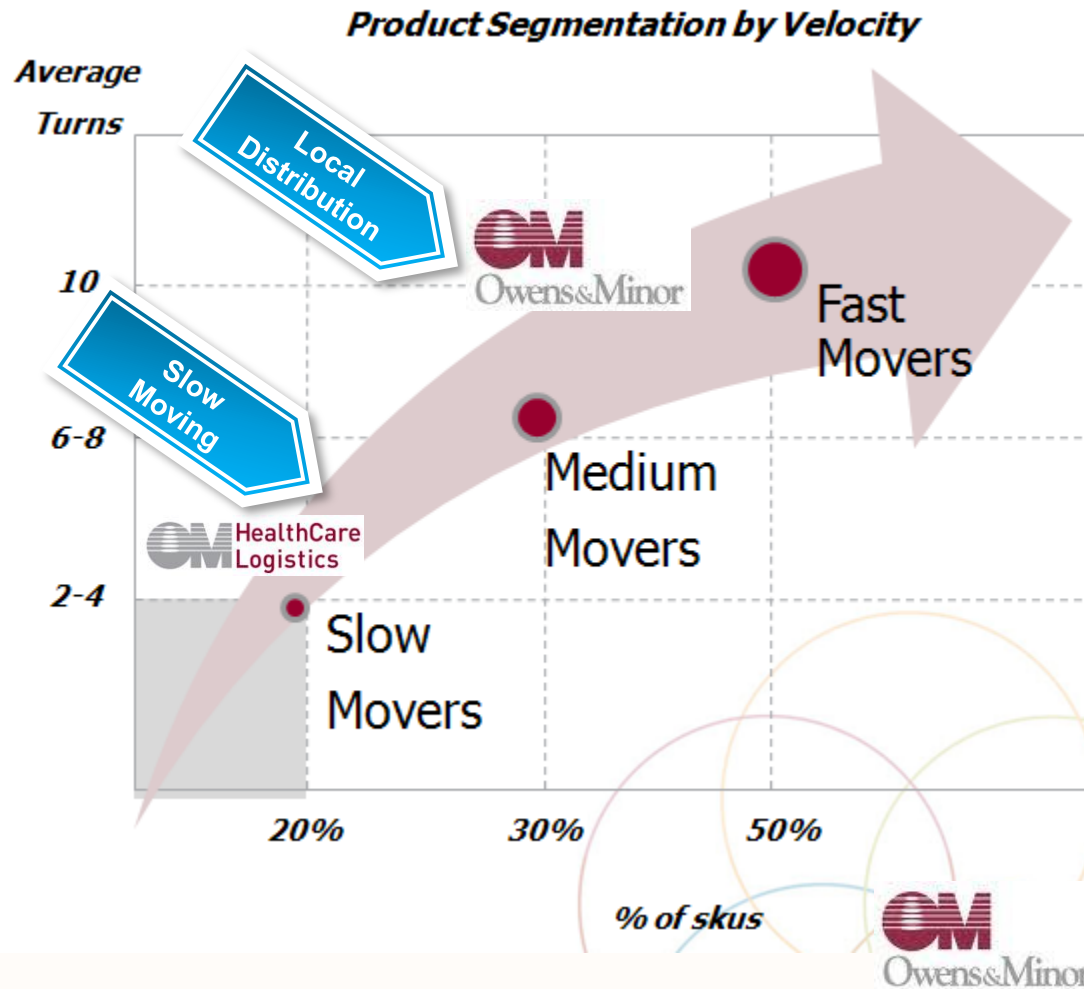 Product Segmentation by Velocity
Average
Turns
Local
Distribution
OM
Owens&Minor
10
Fast
Movers
Slow
Moving
6-8
Medium
Movers
OM HealthCare
Logistics
2-4
Slow
Movers
20%
30%
50%
% of skus
OM
Owens&Minor